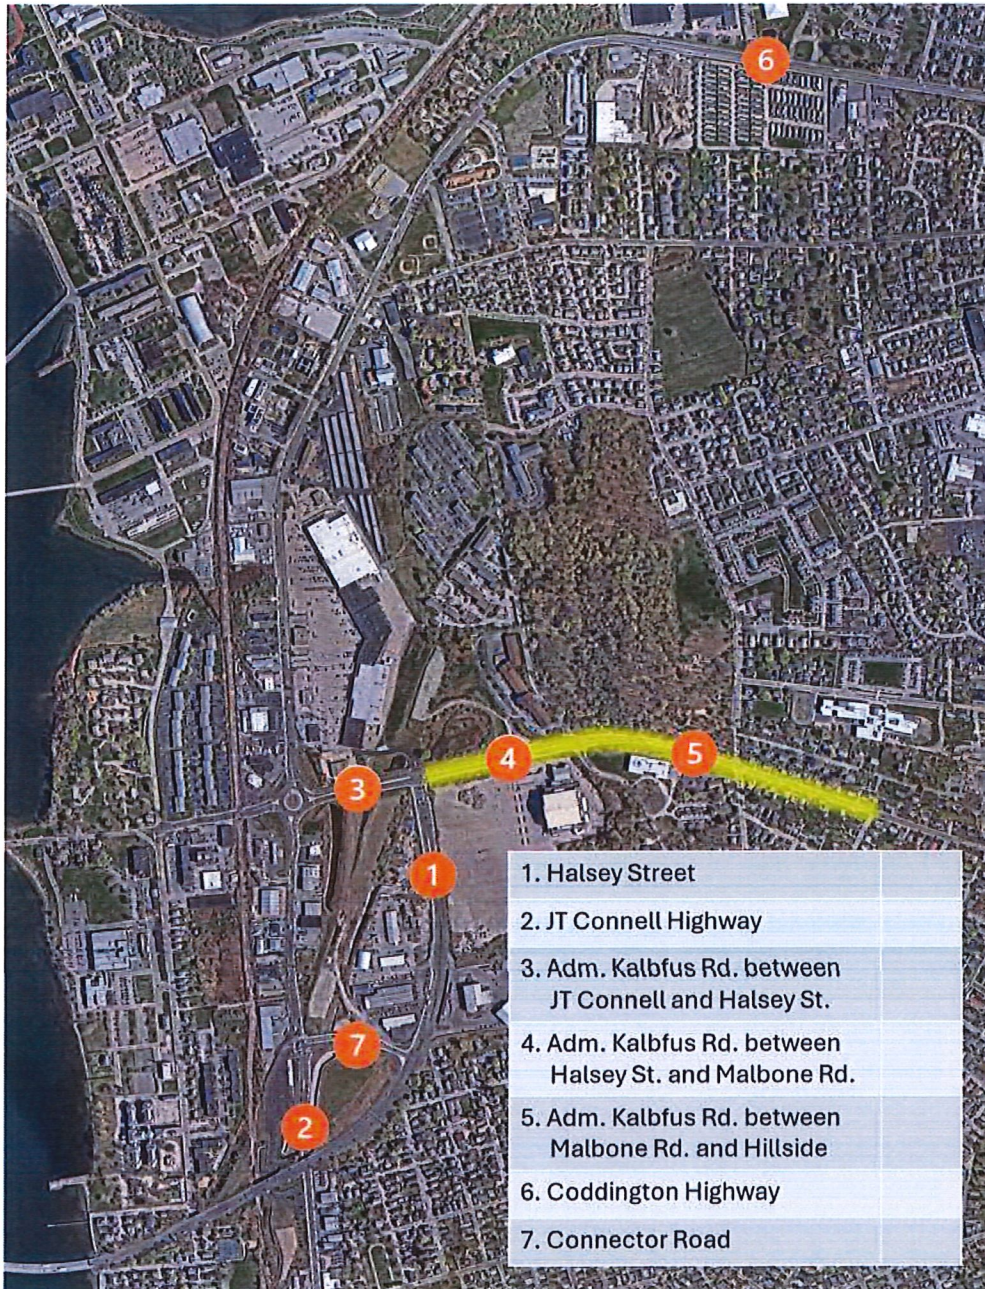 6
4
5
3
1
7
2
1. Halsey Street
2. JT Connell Highway
3. Adm. Kalbfus Rd. between
JT Connell and Halsey St.
4. Adm. Kalbfus Rd. between
Halsey St. and Malbone Rd.
5. Adm. Kalbfus Rd. between
Malbone Rd. and Hillside
6. Coddington Highway
7. Connector Road